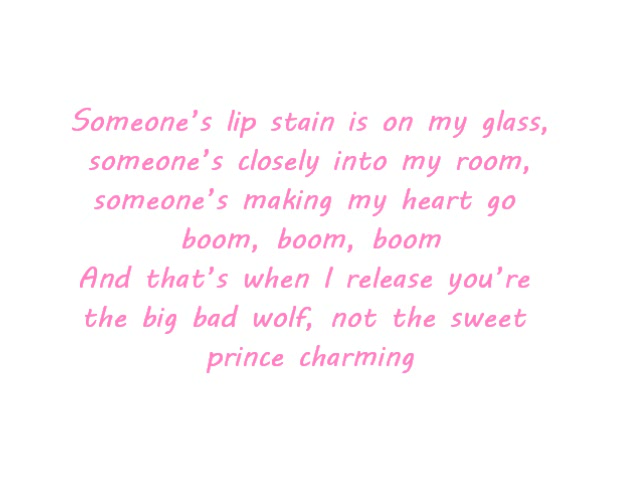 Someone's lip stain is on my glass,
someone's closely into my room,
someone's making my heart go
boom, boom, boom
And that's when I release you're
the big bad wolf, not the sweet
prince charming